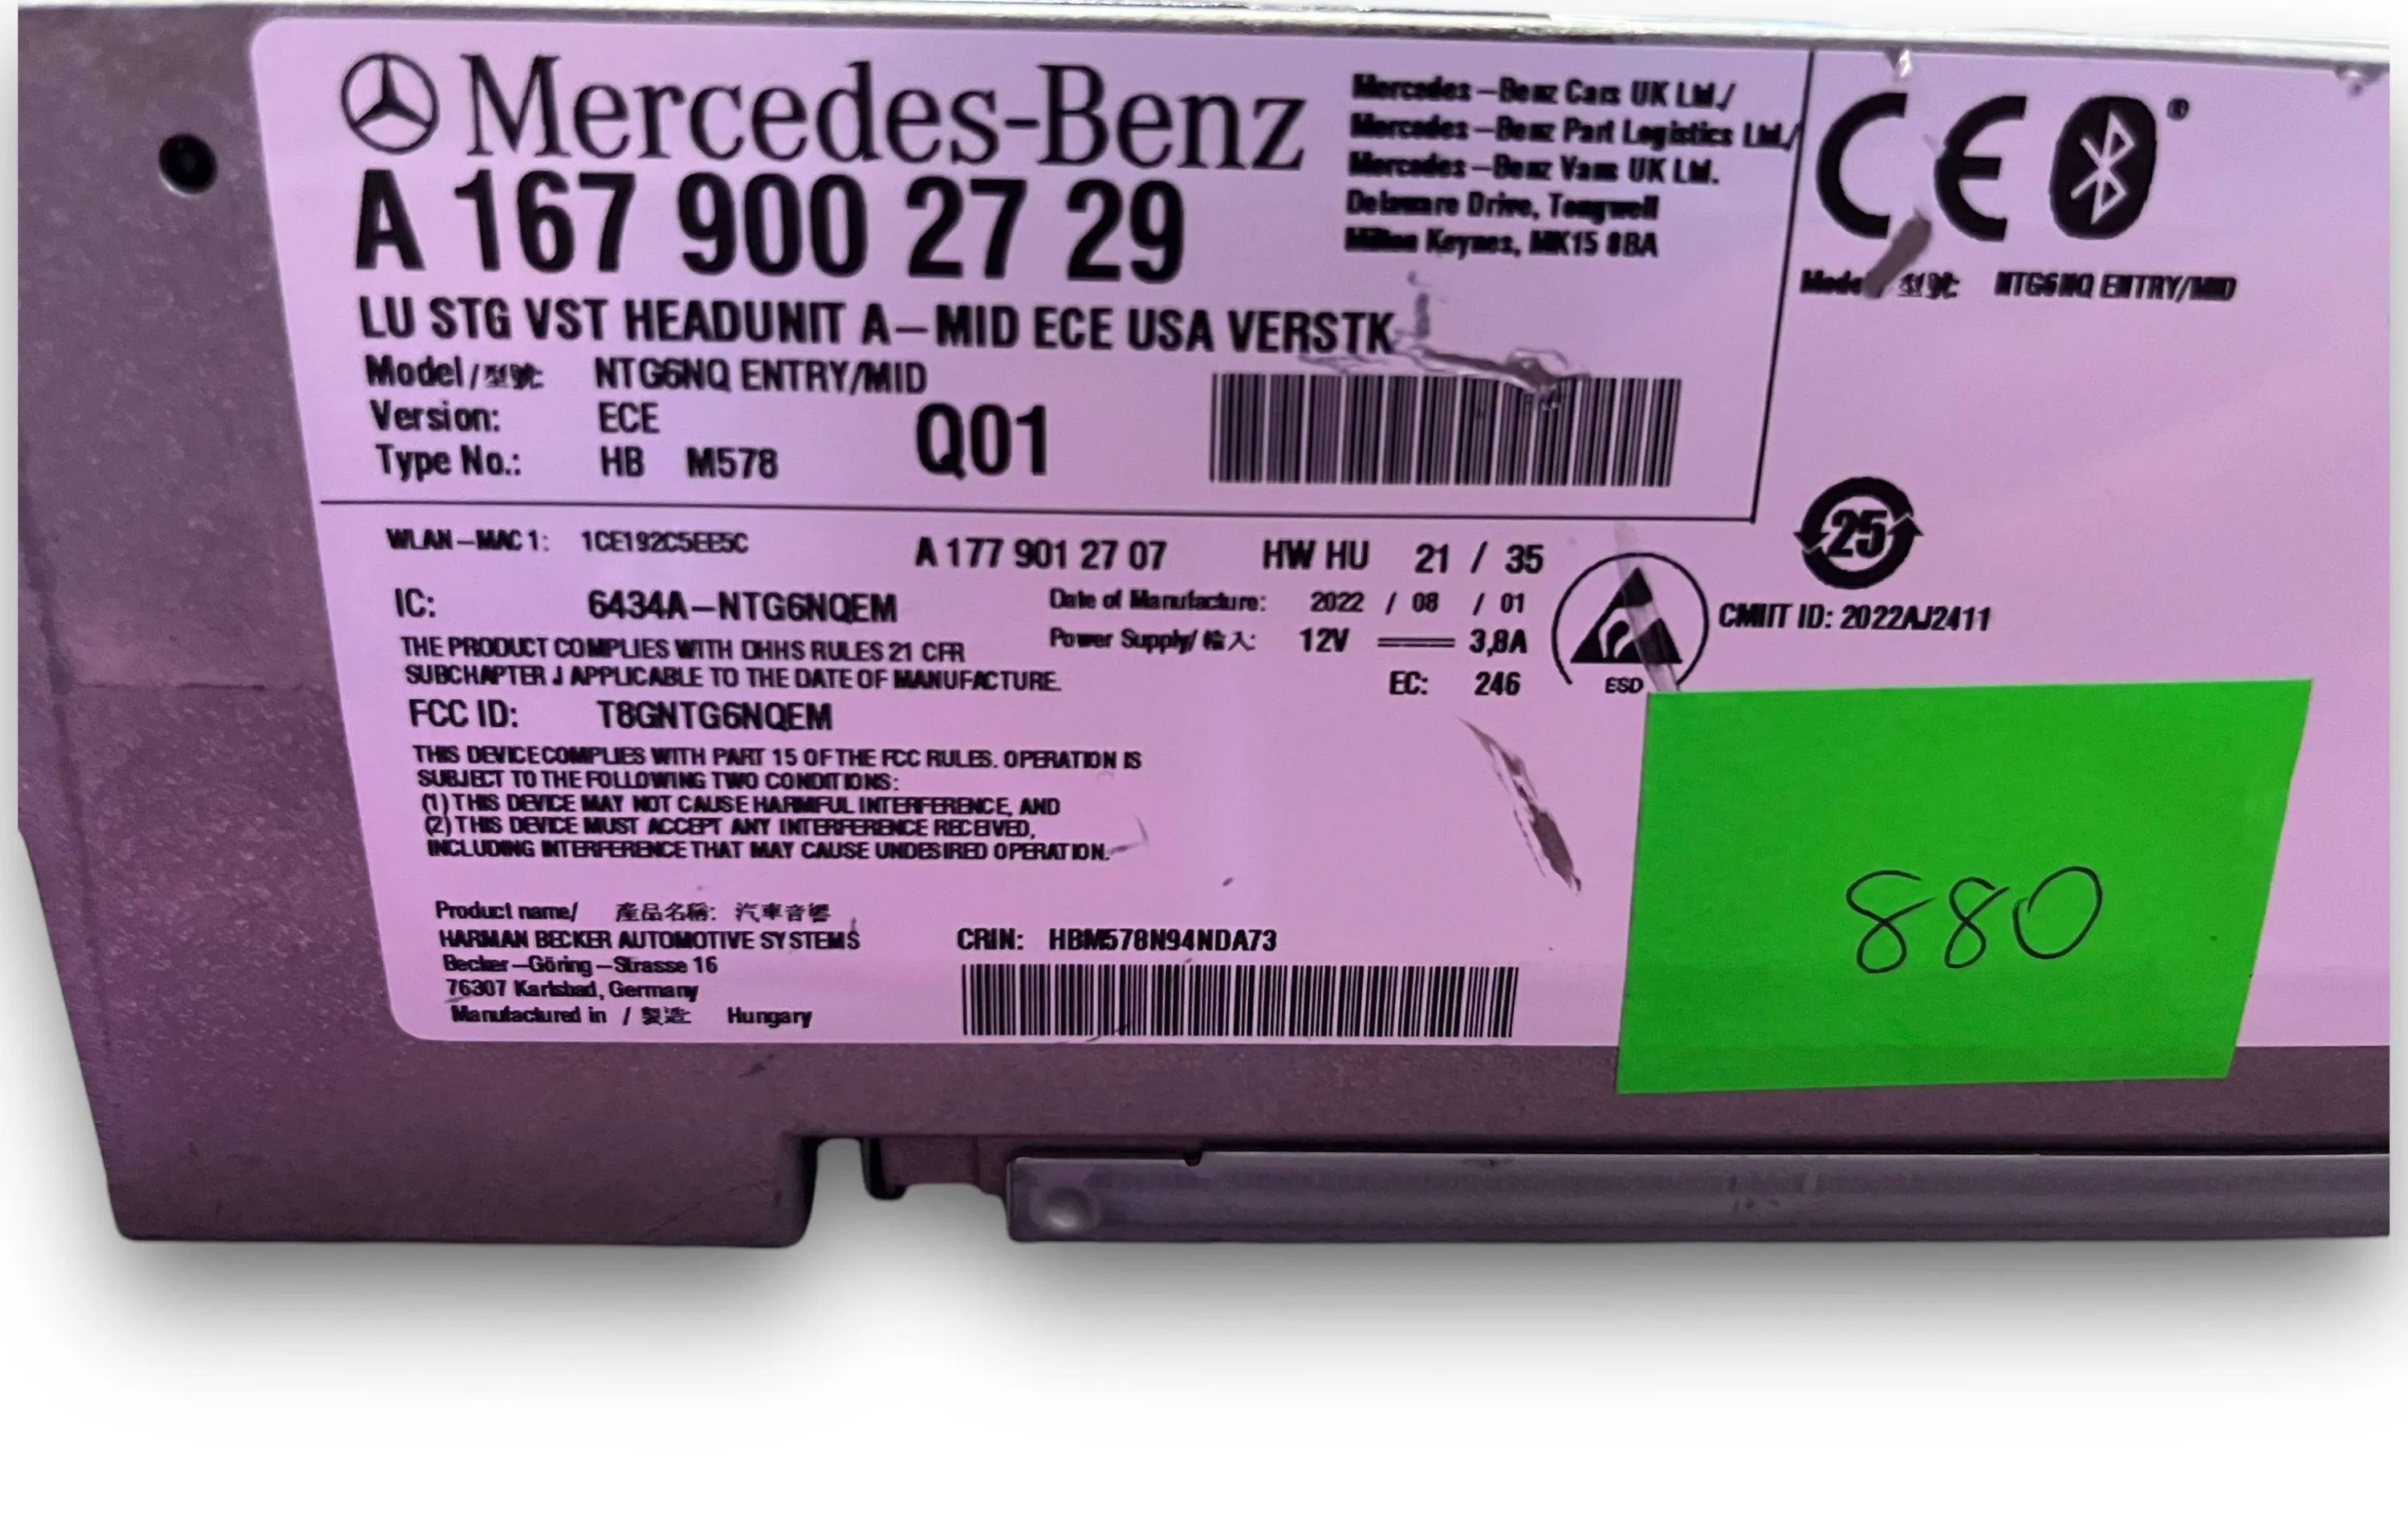 Mercedes-Benz
A 167 900 27 29
LU STG VST HEADUNIT A-MID ECE USA VERSTK
Model/型號: NTG6NQ ENTRY/MID
Version: ECE
Type No.: HB M578
Q01
Mercedes-Benz Cars UK Ltd./
Mercedes-Benz Part Logistics Ltd./
Mercedes-Benz Vans UK Ltd.
Delaware Drive, Tongwell
Milton Keynes, MK15 8BA
CE ®
Model/型號: NTG6NQ ENTRY/MID
WLAN-MAC 1: 1CE192C5EE5C
A 177 901 27 07 HW HU 21 / 35
IC: 6434A-NTG6NQEM
Date of Manufacture: 2022 / 08 / 01
Power Supply/輸入: 12V 3,8A
EC: 246
ESD
25
CMIIT ID: 2022AJ2411
THE PRODUCT COMPLIES WITH DHHS RULES 21 CFR
SUBCHAPTER J APPLICABLE TO THE DATE OF MANUFACTURE.
FCC ID: T8GNTG6NQEM
THIS DEVICE COMPLIES WITH PART 15 OF THE FCC RULES. OPERATION IS
SUBJECT TO THE FOLLOWING TWO CONDITIONS:
(1) THIS DEVICE MAY NOT CAUSE HARMFUL INTERFERENCE, AND
(2) THIS DEVICE MUST ACCEPT ANY INTERFERENCE RECEIVED,
INCLUDING INTERFERENCE THAT MAY CAUSE UNDESIRED OPERATION.
Product name/ 產品名稱: 汽車音響
HARMAN BECKER AUTOMOTIVE SYSTEMS
Becker-Göring-Strasse 16
76307 Karlsbad, Germany
Manufactured in / 製造: Hungary
CRIN: HBM578N94NDA73
880